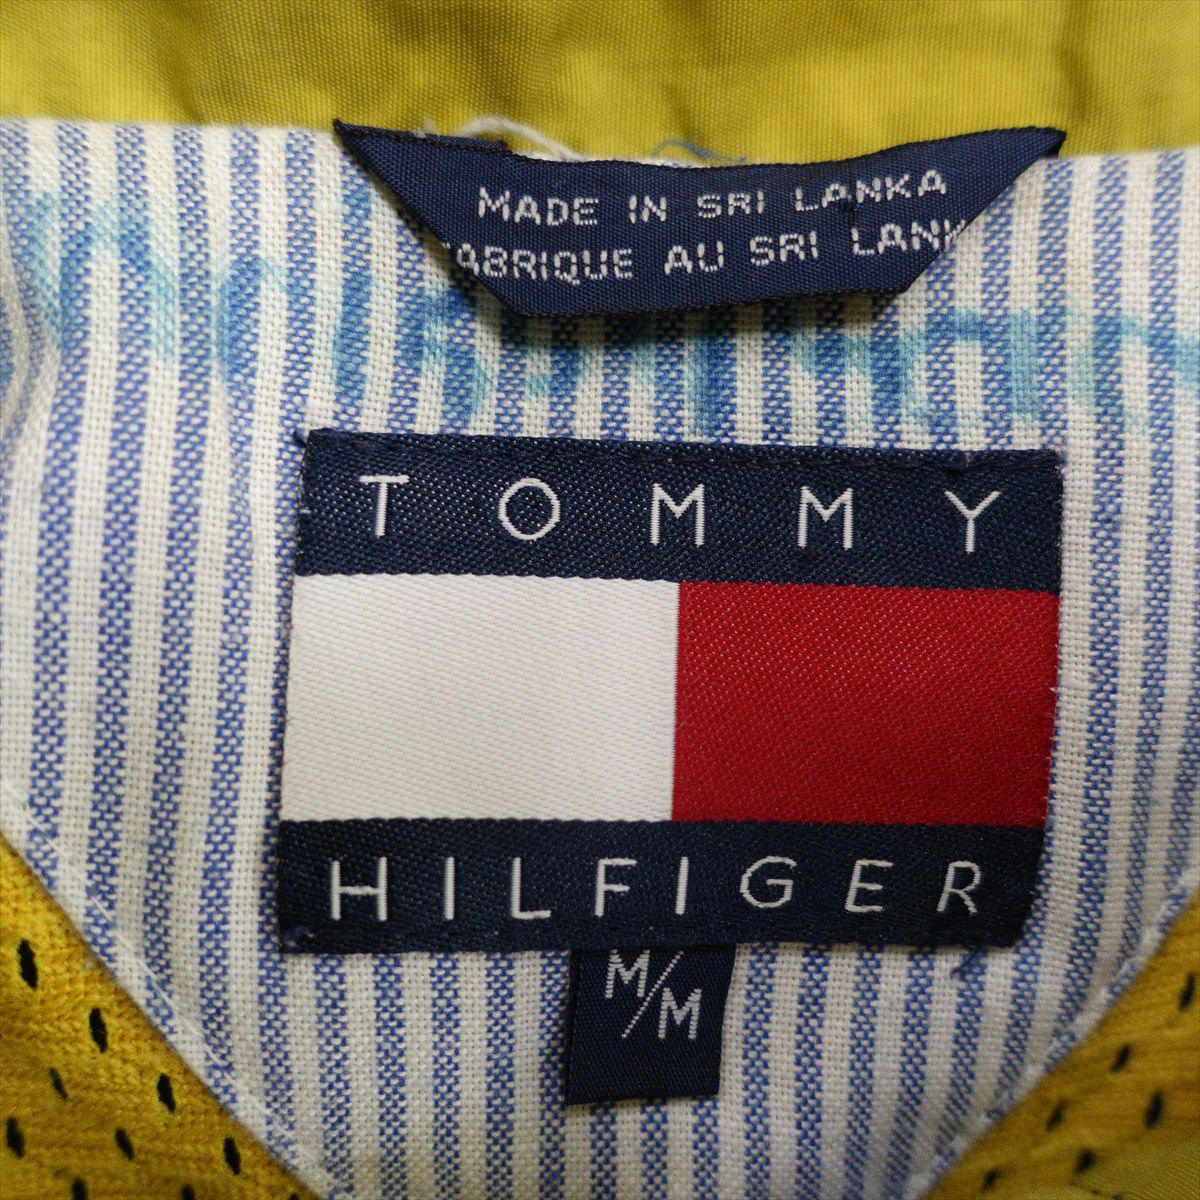 MADE IN SRI LANKA
ABRIQUE AU SRI LANK
TOMMY
HILFIGER
M/M